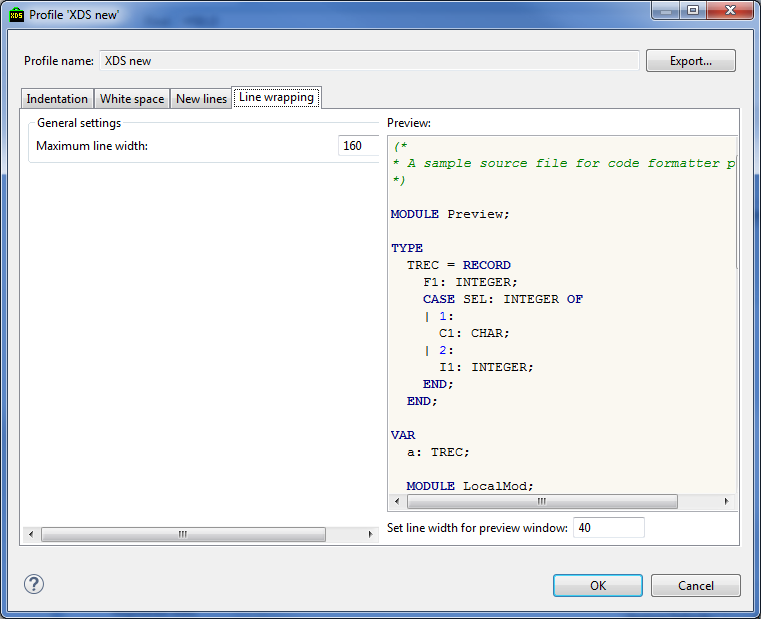 XDS Profile 'XDS new'
Profile name: XDS new Export...
Indentation White space New lines Line wrapping
General settings
Maximum line width: 160
Preview:
(*
* A sample source file for code formatter p
*)
MODULE Preview;
TYPE
TREC = RECORD
F1: INTEGER;
CASE SEL: INTEGER OF
| 1:
C1: CHAR;
| 2:
I1: INTEGER;
END;
END;
VAR
a: TREC;
MODULE LocalMod;
Set line width for preview window: 40
? OK Cancel